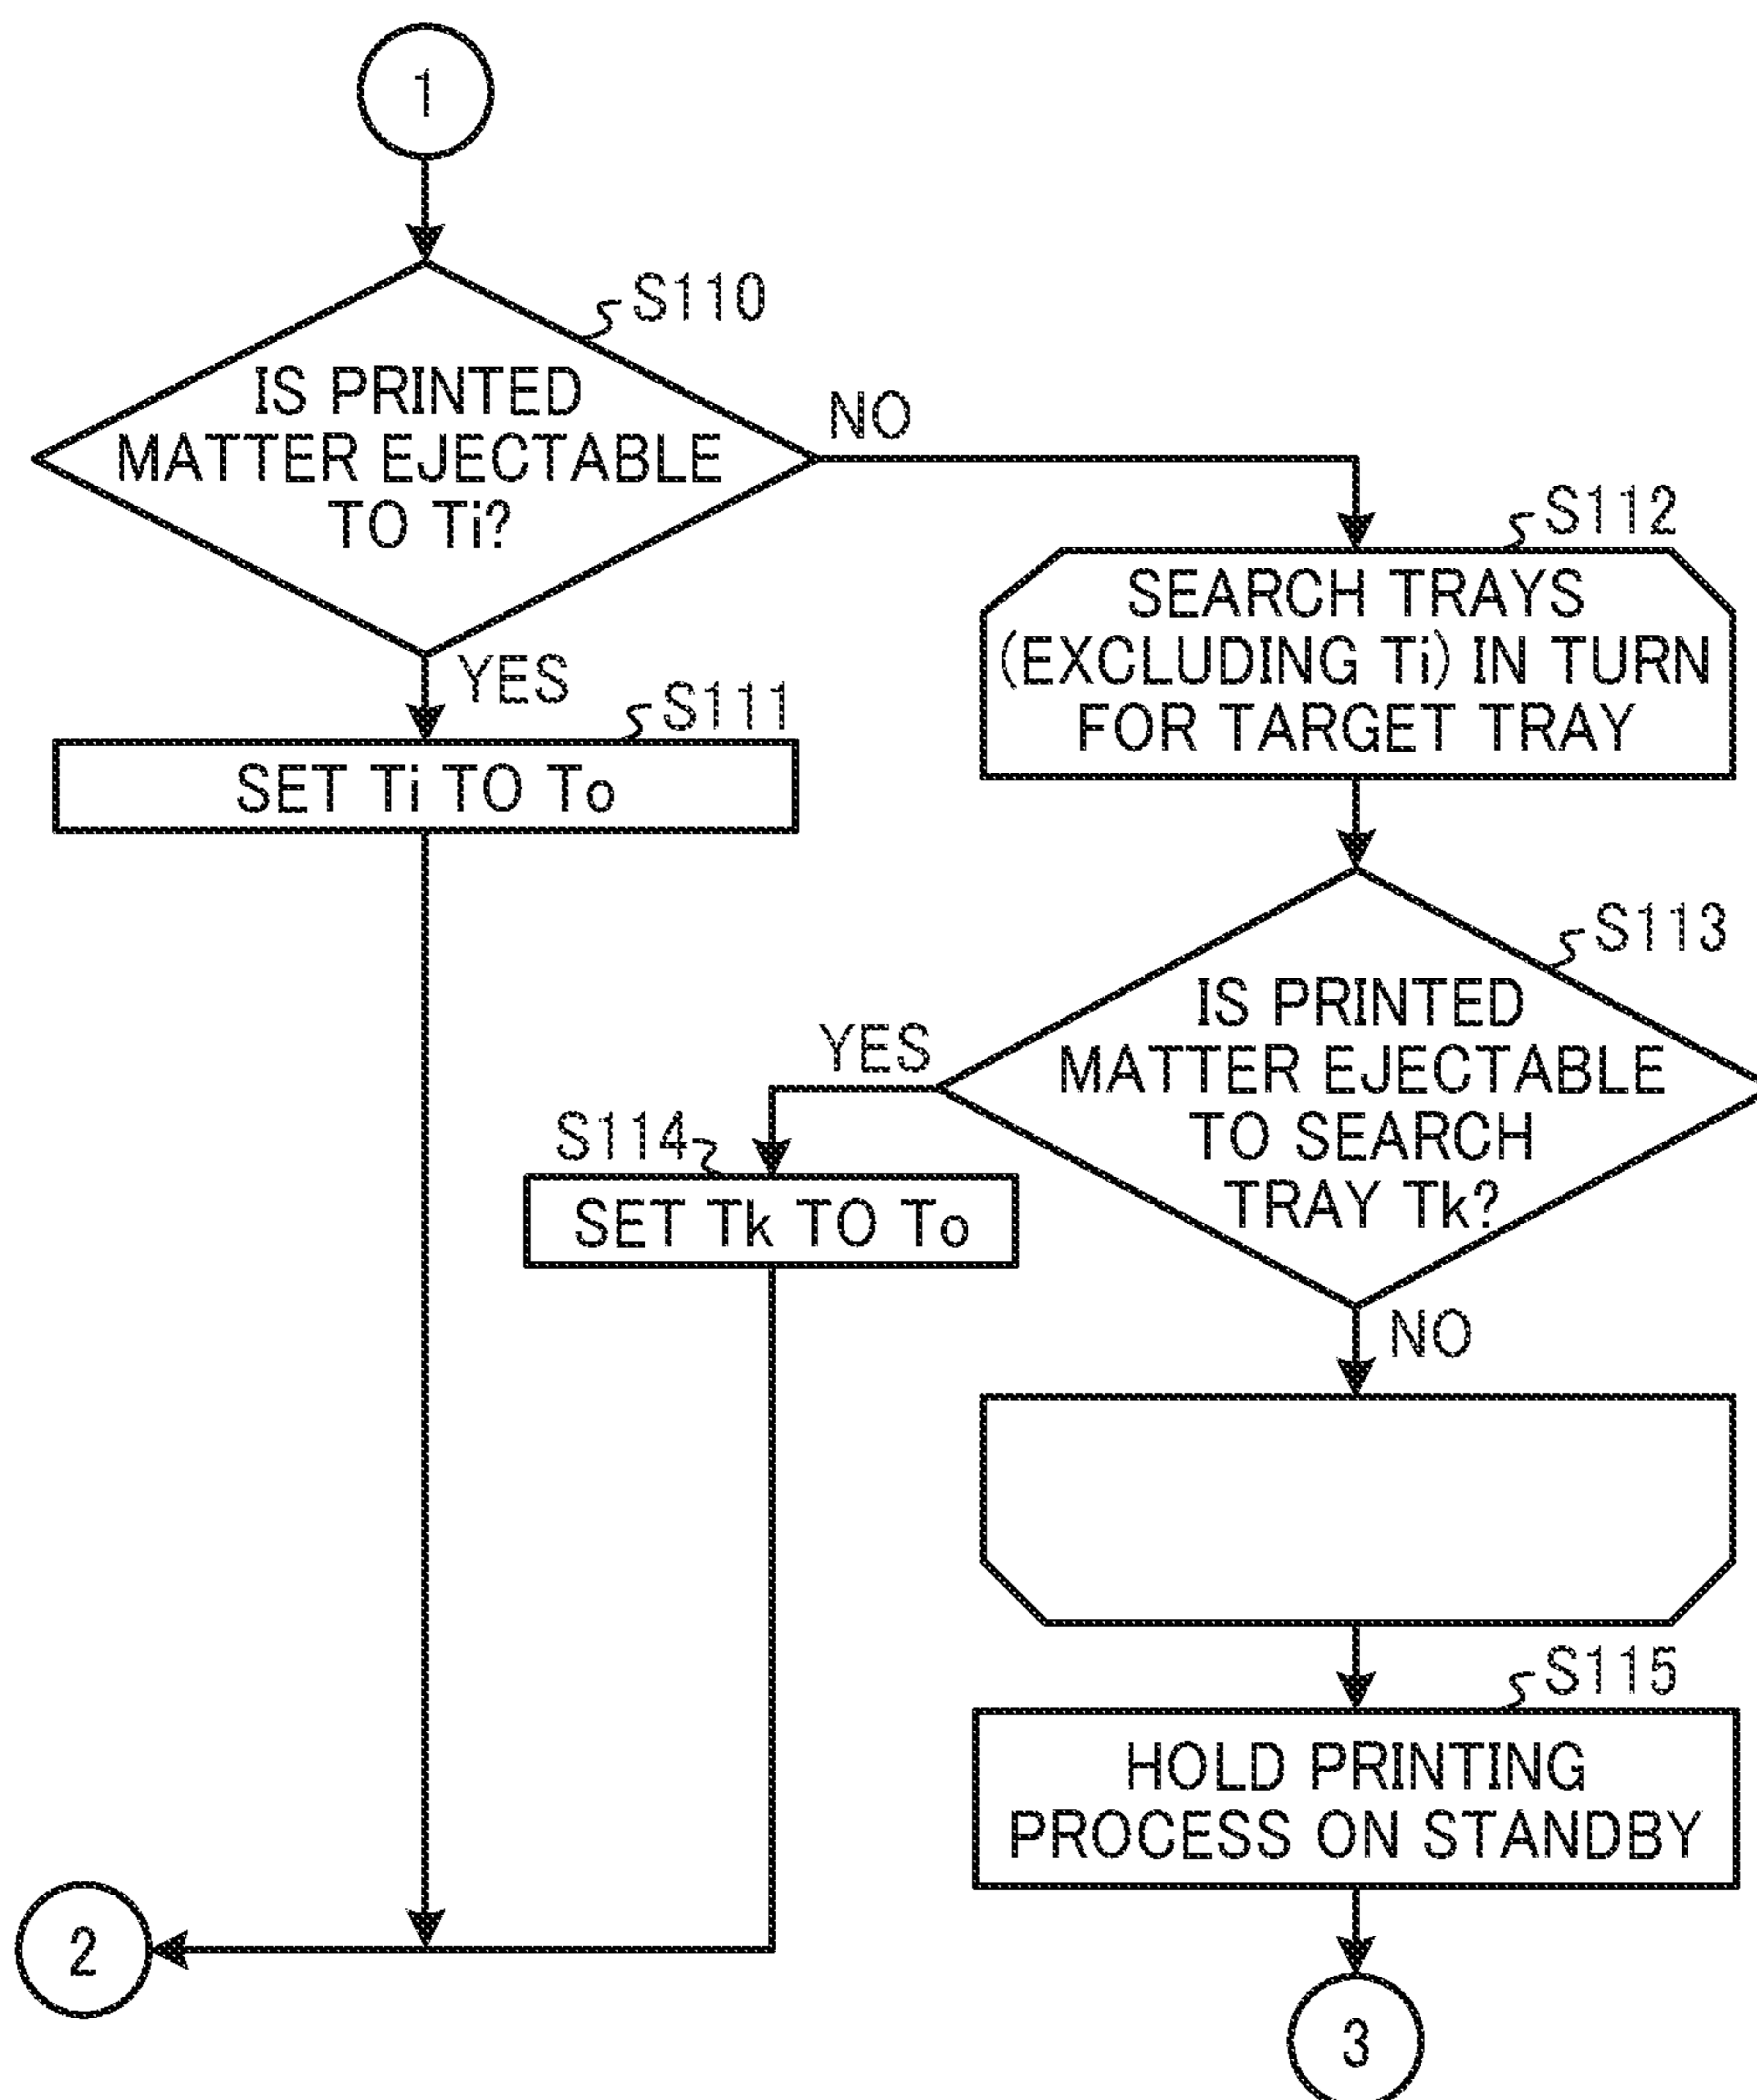 1
S110
IS PRINTED
MATTER EJECTABLE
TO Ti?
NO
YES
S111
SET Ti TO To
S112
SEARCH TRAYS
(EXCLUDING Ti) IN TURN
FOR TARGET TRAY
S113
IS PRINTED
MATTER EJECTABLE
TO SEARCH
TRAY Tk?
YES
S114
SET Tk TO To
NO
S115
HOLD PRINTING
PROCESS ON STANDBY
2
3